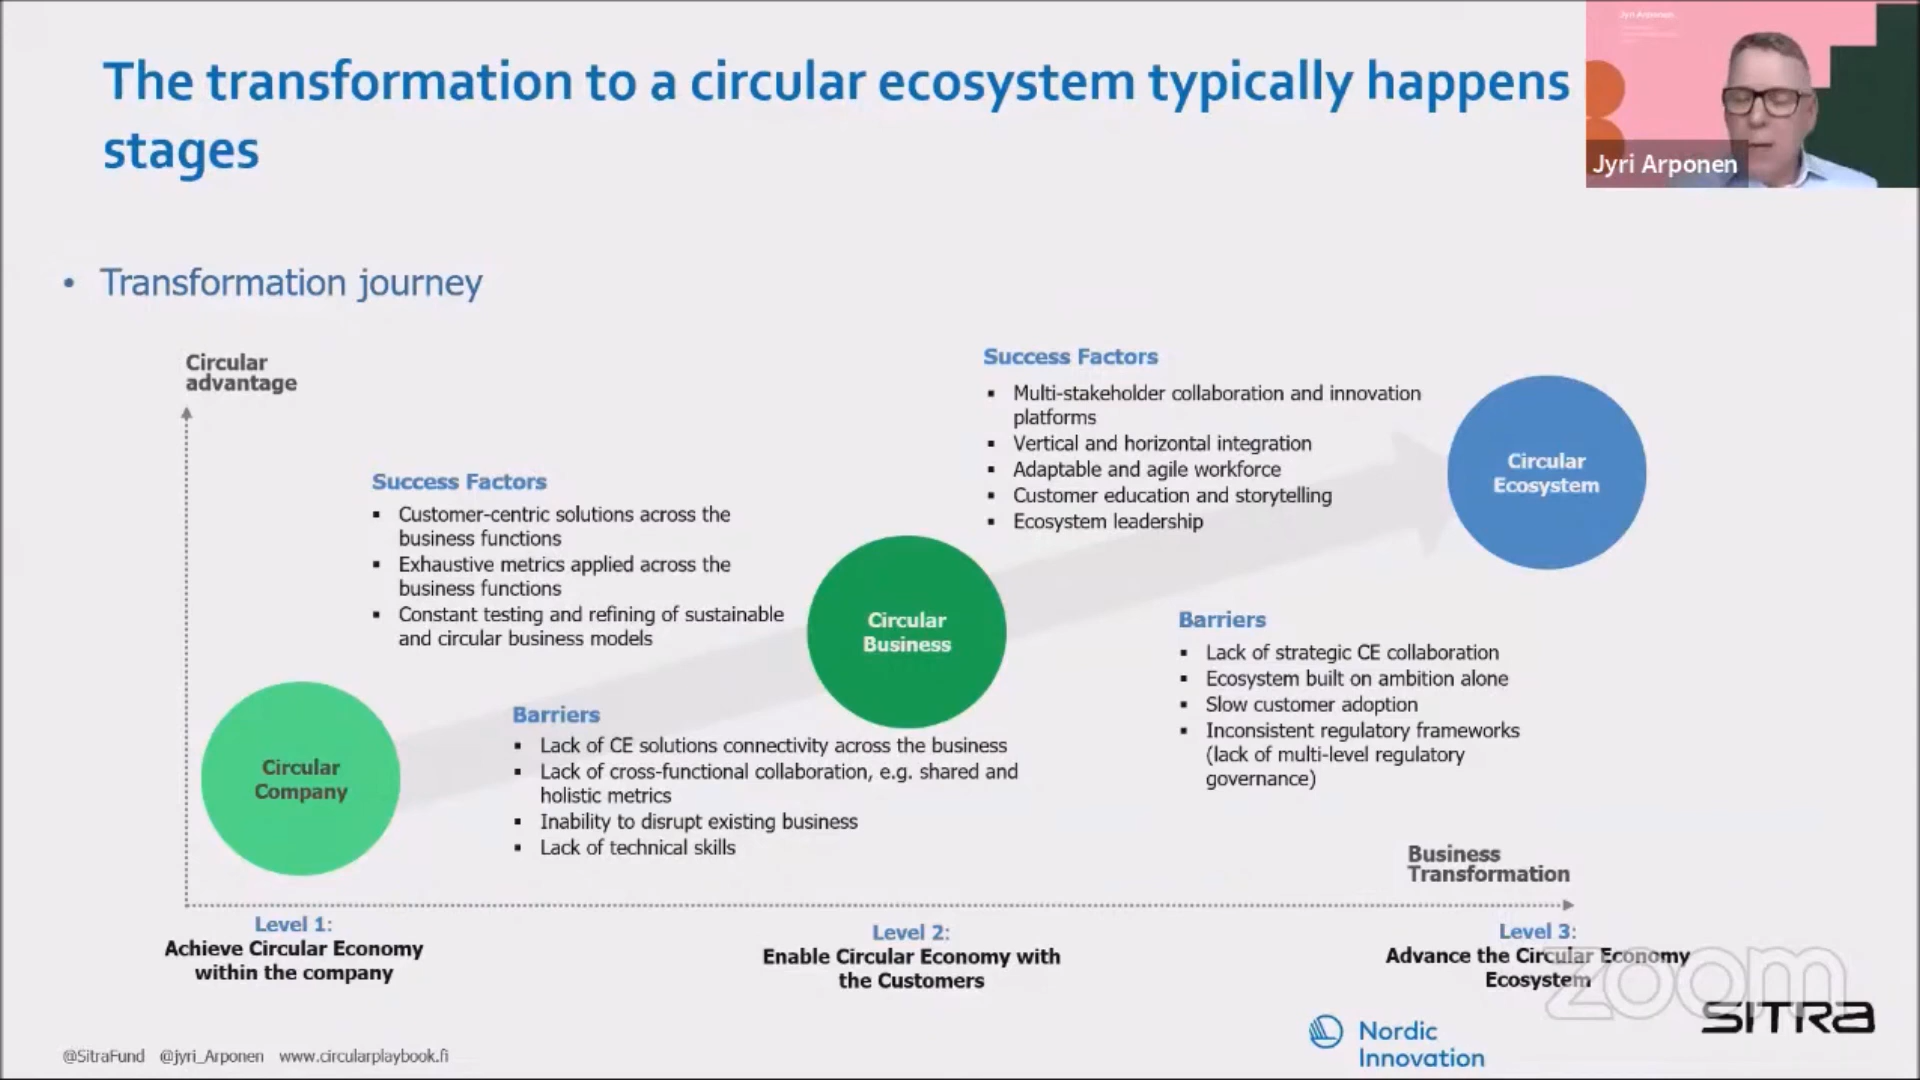 The transformation to a circular ecosystem typically happens
stages
Jyri Arponen
Jyri Arponen
• Transformation journey
Circular
advantage
Success Factors
▪ Multi-stakeholder collaboration and innovation
platforms
▪ Vertical and horizontal integration
▪ Adaptable and agile workforce
▪ Customer education and storytelling
▪ Ecosystem leadership
Circular
Ecosystem
Success Factors
▪ Customer-centric solutions across the
business functions
▪ Exhaustive metrics applied across the
business functions
▪ Constant testing and refining of sustainable
and circular business models
Circular
Business
Barriers
▪ Lack of strategic CE collaboration
▪ Ecosystem built on ambition alone
▪ Slow customer adoption
▪ Inconsistent regulatory frameworks
(lack of multi-level regulatory
governance)
Circular
Company
Barriers
▪ Lack of CE solutions connectivity across the business
▪ Lack of cross-functional collaboration, e.g. shared and
holistic metrics
▪ Inability to disrupt existing business
▪ Lack of technical skills
Business
Transformation
Level 1:
Achieve Circular Economy
within the company
Level 2:
Enable Circular Economy with
the Customers
Level 3:
Advance the Circular Economy
Ecosystem
zoom
SITRA
Nordic
Innovation
@SitraFund @jyri_Arponen www.circularplaybook.fi